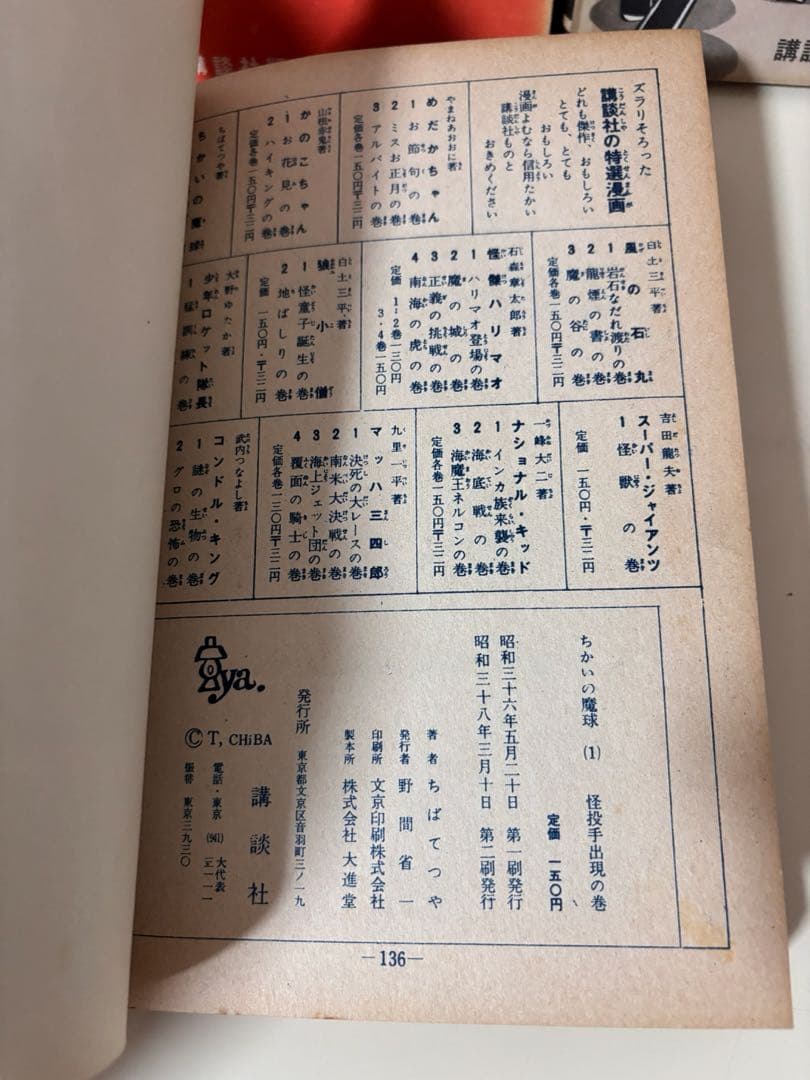 講談
ズラリそろった
講談社の特選漫画
どれも傑作、おもしろい
とても、とても
おもしろい
漫画よむなら信用たかい
講談社ものと
おきめください
やまねあおおに著
めだかちゃん
1 お節句の巻
2 ミスお正月の巻
3 アルバイトの巻
定価各巻一五〇円〒三二円
山根赤鬼著
かのこちゃん
1 お花見の巻
2 ハイキングの巻
定価各巻一五〇円〒三二円
ちばてつや著
ちかいの魔球
白土三平著
風の石丸
1 岩石なだれ渡りの巻
2 龍煙の書の巻
3 魔の谷の巻
定価各巻一五〇円〒三二円
石森章太郎著
怪傑ハリマオ
1 ハリマオ登場の巻
2 魔の城の巻
3 正義の挑戦の巻
4 南海の虎の巻
定価 1・2巻一三〇円
3・4巻一五〇円
白土三平・著
狼小僧
1 怪童子誕生の巻
2 地ばしりの巻
定価 一五〇円・〒三二円
大野ゆたか著
少年ロケット隊長
1 猛訓練の巻
吉田龍夫著
スーパー・ジャイアンツ
1 怪獣の巻
定価 一五〇円〒三二円
一峰大二著
ナショナル・キッド
1 インカ族来襲の巻
2 海底戦の巻
3 海魔王ネルコンの巻
定価各巻一五〇円〒三二円
九里一平著
マッハ三四郎
1 決死の大レースの巻
2 南米大決戦の巻
3 海上ジェット団の巻
4 覆面の騎士の巻
定価各巻一三〇円〒三二円
武内つなよし著
コンドル・キング
1 謎の生物の巻
2 グロの恐怖の巻
ちかいの魔球 (1) 怪投手出現の巻
定価 一五〇円
昭和三十六年五月二十日 第一刷発行
昭和三十八年三月十日 第二刷発行
著者 ちばてつや
発行者 野間省一
印刷所 文京印刷株式会社
製本所 株式会社大進堂
発行所 東京都文京区音羽町三ノ一九
講談社
電話・東京 (941) 大代表 三一一一
振替 東京三九三〇
ya.
© T, CHiBA
—136—